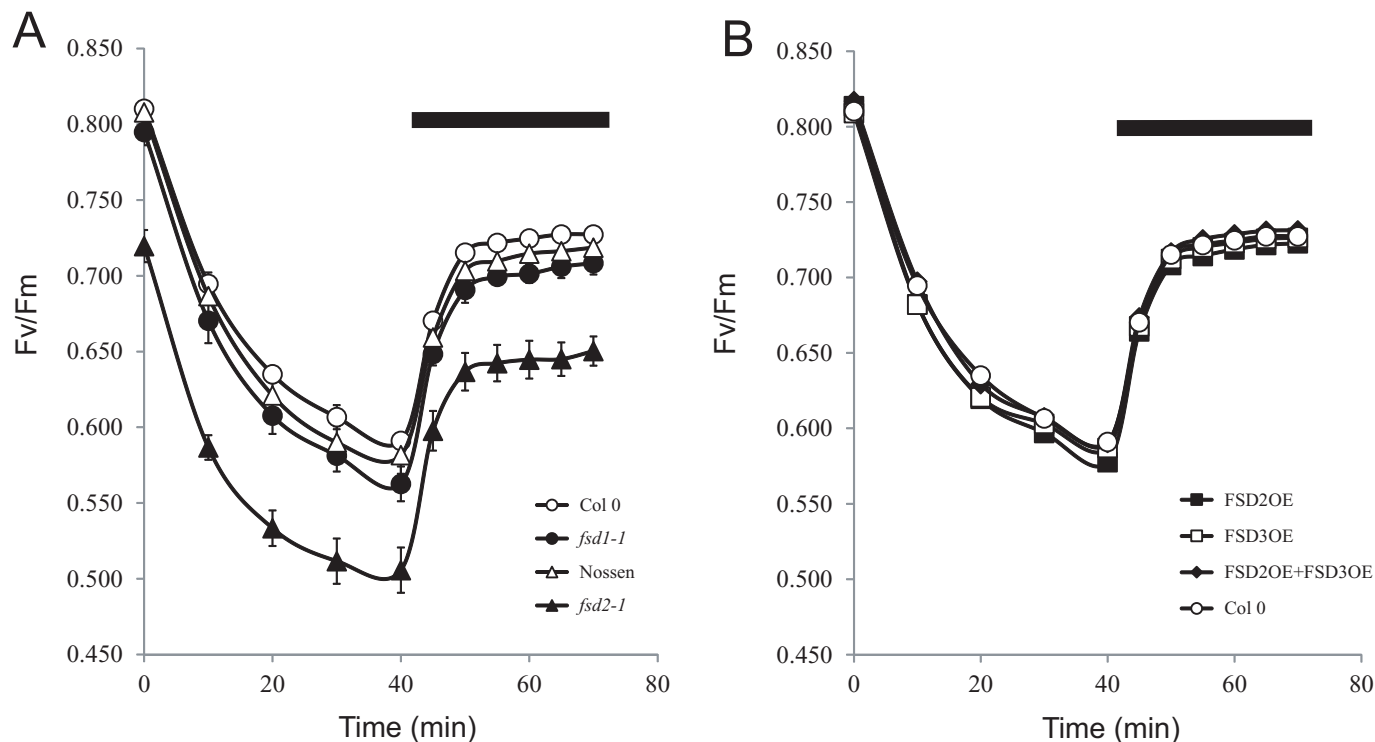 A
0.850
0.800
0.750
0.700
0.650
0.600
0.550
0.500
0.450
Fv/Fm
0
20
40
60
80
Time (min)
Col 0
fsd1-1
Nossen
fsd2-1
B
0.850
0.800
0.750
0.700
0.650
0.600
0.550
0.500
0.450
Fv/Fm
0
20
40
60
80
Time (min)
FSD2OE
FSD3OE
FSD2OE+FSD3OE
Col 0